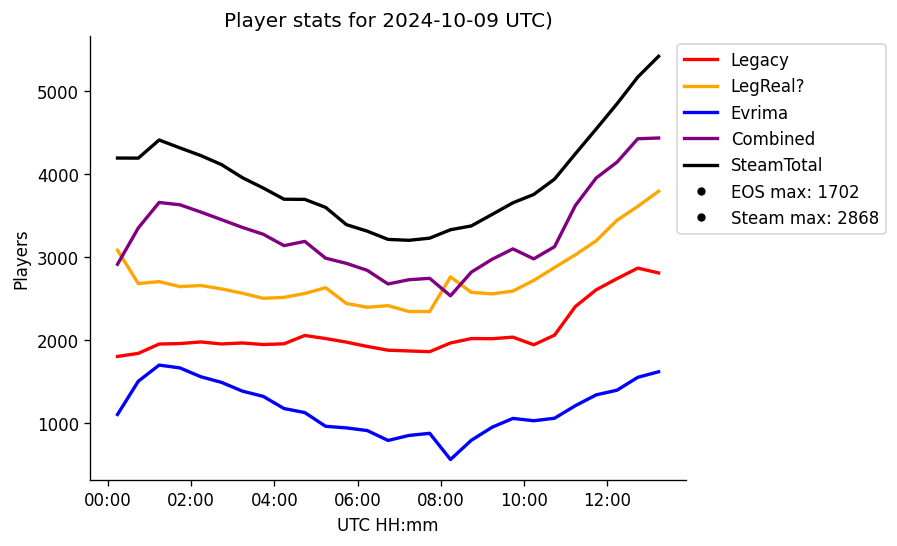 Player stats for 2024-10-09 UTC)
Legacy
LegReal?
Evrima
Combined
SteamTotal
EOS max: 1702
Steam max: 2868
Players
5000
4000
3000
2000
1000
00:00 02:00 04:00 06:00 08:00 10:00 12:00
UTC HH:mm